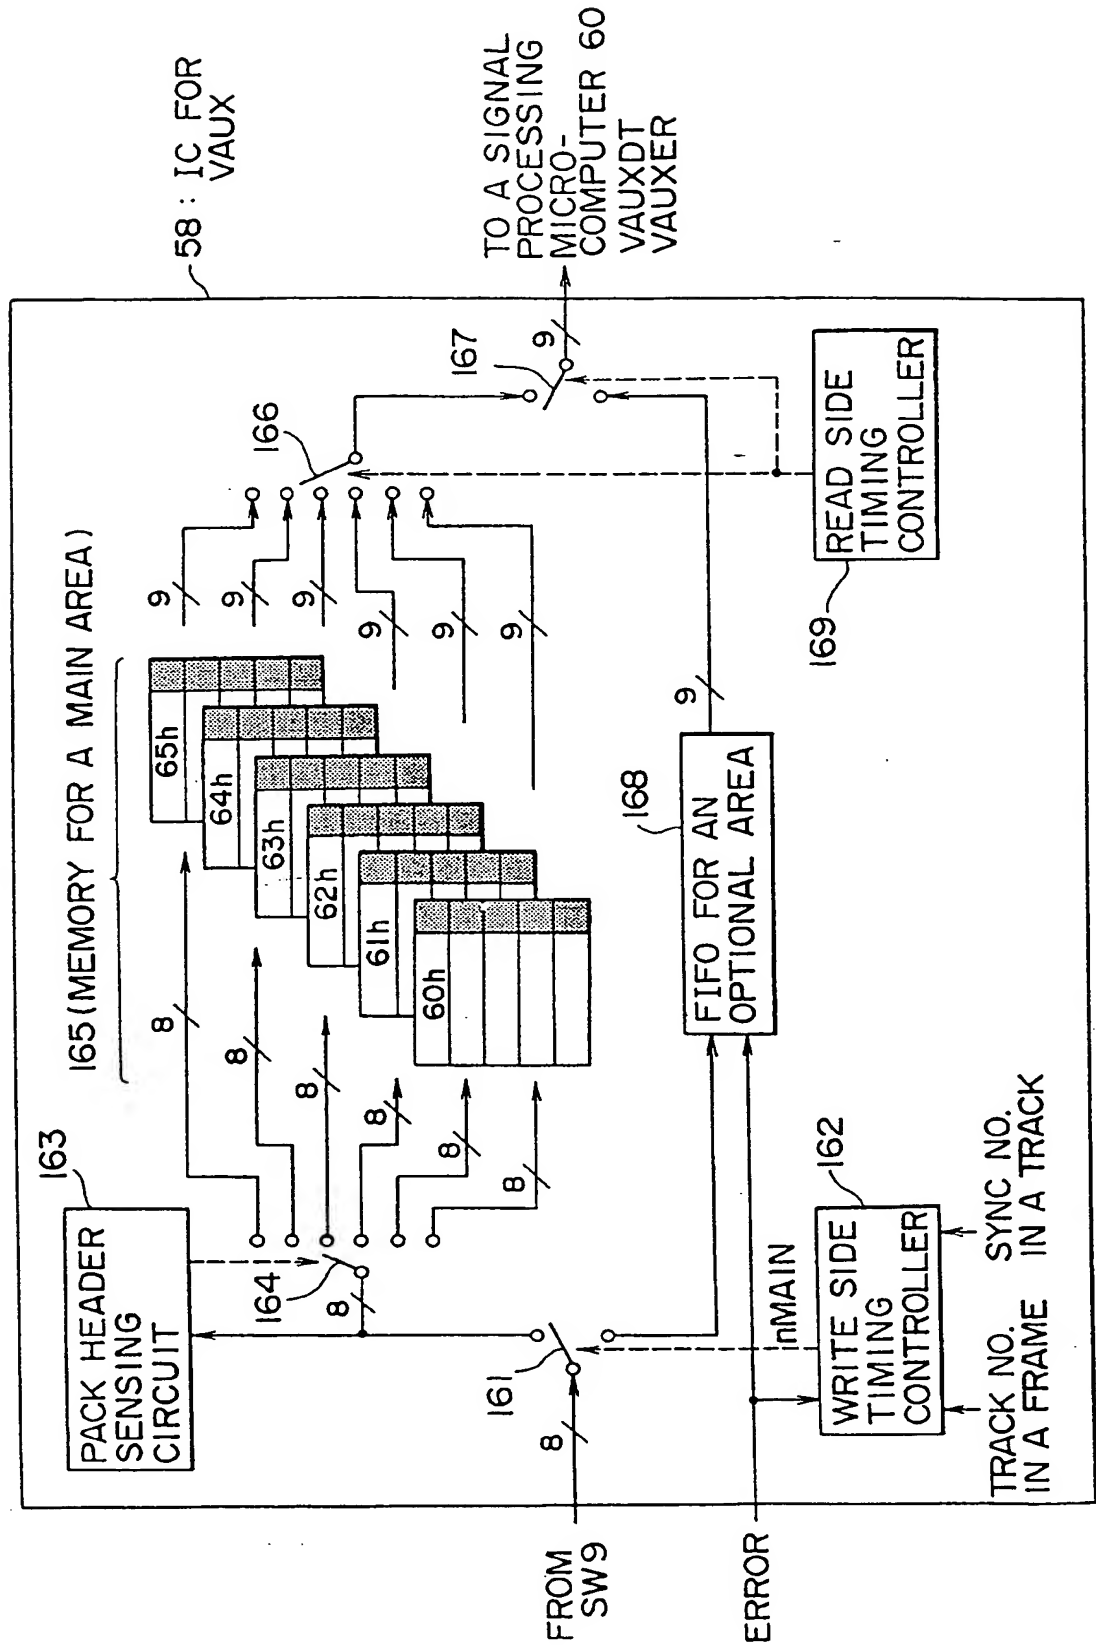 58 : IC FOR
VAUX
165 (MEMORY FOR A MAIN AREA)
163
PACK HEADER
SENSING
CIRCUIT
164
8
8
8
8
8
8
8
65h
64h
63h
62h
61h
60h
9
9
9
9
9
9
166
167
9
TO A SIGNAL
PROCESSING
MICRO-
COMPUTER 60
VAUXDT
VAUXER
FROM
SW9
8
161
nMAIN
ERROR
168
FIFO FOR AN
OPTIONAL AREA
9
162
WRITE SIDE
TIMING
CONTROLLER
TRACK NO.
IN A FRAME
SYNC NO.
IN A TRACK
169
READ SIDE
TIMING
CONTROLLER